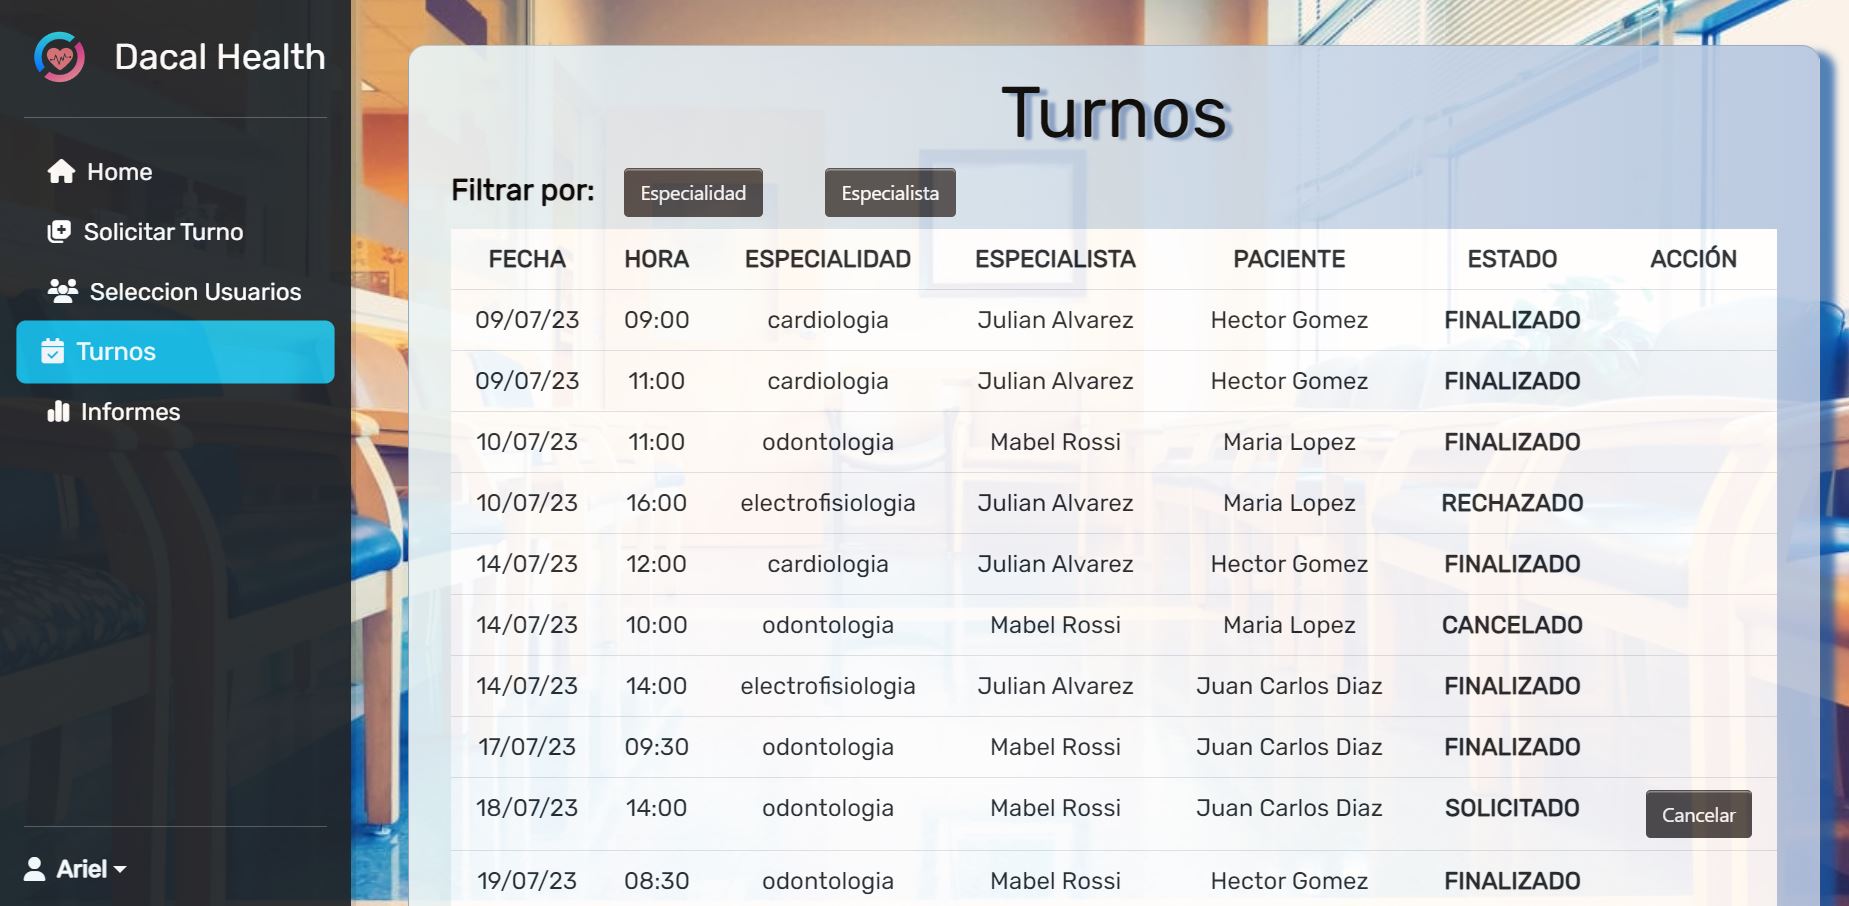 Dacal Health
Home
Solicitar Turno
Seleccion Usuarios
Turnos
Informes
Ariel
Turnos
Filtrar por: Especialidad Especialista
FECHA HORA ESPECIALIDAD ESPECIALISTA PACIENTE ESTADO ACCIÓN
09/07/23 09:00 cardiologia Julian Alvarez Hector Gomez FINALIZADO
09/07/23 11:00 cardiologia Julian Alvarez Hector Gomez FINALIZADO
10/07/23 11:00 odontologia Mabel Rossi Maria Lopez FINALIZADO
10/07/23 16:00 electrofisiologia Julian Alvarez Maria Lopez RECHAZADO
14/07/23 12:00 cardiologia Julian Alvarez Hector Gomez FINALIZADO
14/07/23 10:00 odontologia Mabel Rossi Maria Lopez CANCELADO
14/07/23 14:00 electrofisiologia Julian Alvarez Juan Carlos Diaz FINALIZADO
17/07/23 09:30 odontologia Mabel Rossi Juan Carlos Diaz FINALIZADO
18/07/23 14:00 odontologia Mabel Rossi Juan Carlos Diaz SOLICITADO Cancelar
19/07/23 08:30 odontologia Mabel Rossi Hector Gomez FINALIZADO